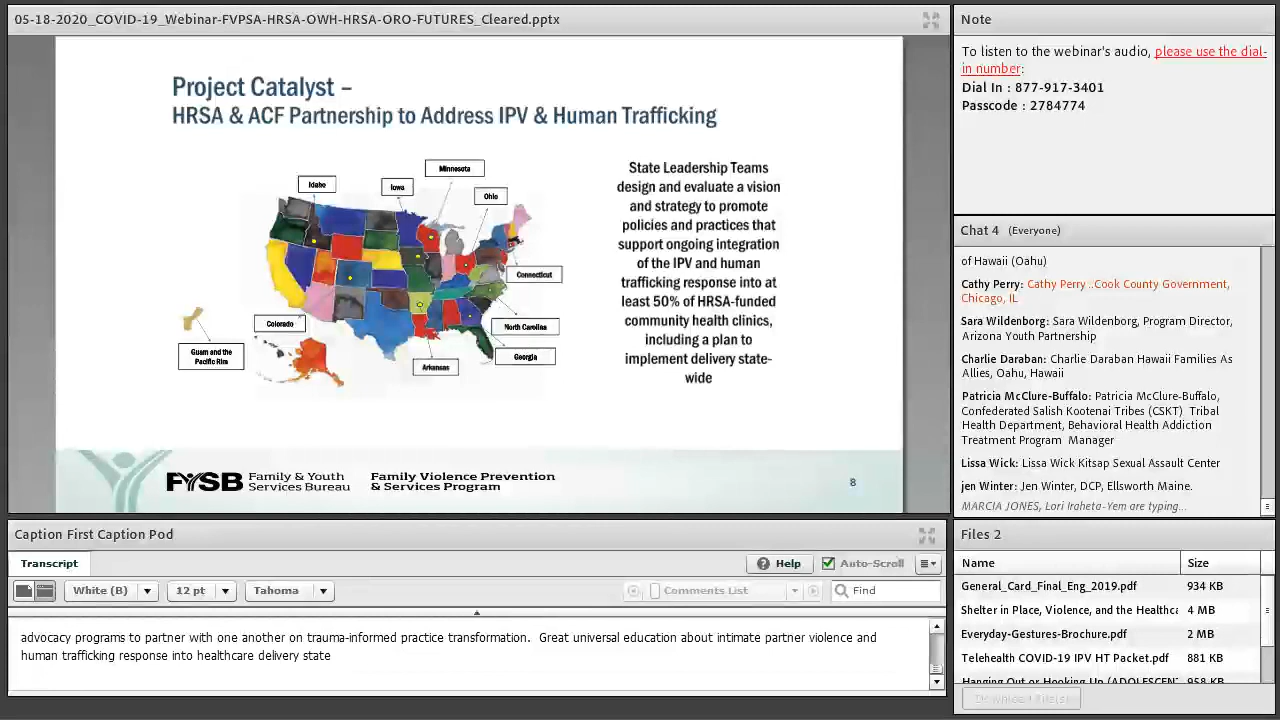 05-18-2020_COVID-19_Webinar-FVPSA-HRSA-OWH-HRSA-ORO-FUTURES_Cleared.pptx
Project Catalyst –
HRSA & ACF Partnership to Address IPV & Human Trafficking
Minnesota
Idaho
Iowa
Ohio
Connecticut
Colorado
North Carolina
Guam and the
Pacific Rim
Georgia
Arkansas
State Leadership Teams
design and evaluate a vision
and strategy to promote
policies and practices that
support ongoing integration
of the IPV and human
trafficking response into at
least 50% of HRSA-funded
community health clinics,
including a plan to
implement delivery state-
wide
FYSB Family & Youth
Services Bureau
Family Violence Prevention
& Services Program
8
Note
To listen to the webinar's audio, please use the dial-
in number:
Dial In : 877-917-3401
Passcode : 2784774
Chat 4 (Everyone)
of Hawaii (Oahu)
Cathy Perry: Cathy Perry ..Cook County Government,
Chicago, IL
Sara Wildenborg: Sara Wildenborg, Program Director,
Arizona Youth Partnership
Charlie Daraban: Charlie Daraban Hawaii Families As
Allies, Oahu, Hawaii
Patricia McClure-Buffalo: Patricia McClure-Buffalo,
Confederated Salish Kootenai Tribes (CSKT) Tribal
Health Department, Behavioral Health Addiction
Treatment Program Manager
Lissa Wick: Lissa Wick Kitsap Sexual Assault Center
jen Winter: Jen Winter, DCP, Ellsworth Maine.
MARCIA JONES, Lori Iraheta-Yem are typing...
Caption First Caption Pod
Transcript
Help
Auto-Scroll
White (B)
12 pt
Tahoma
Comments List
Find
advocacy programs to partner with one another on trauma-informed practice transformation. Great universal education about intimate partner violence and
human trafficking response into healthcare delivery state
Files 2
Name Size
General_Card_Final_Eng_2019.pdf 934 KB
Shelter in Place, Violence, and the Healthca 4 MB
Everyday-Gestures-Brochure.pdf 2 MB
Telehealth COVID-19 IPV HT Packet.pdf 881 KB
Hanging Out or Hooking Up (ADOLESCEN 958 KB
Download File(s)